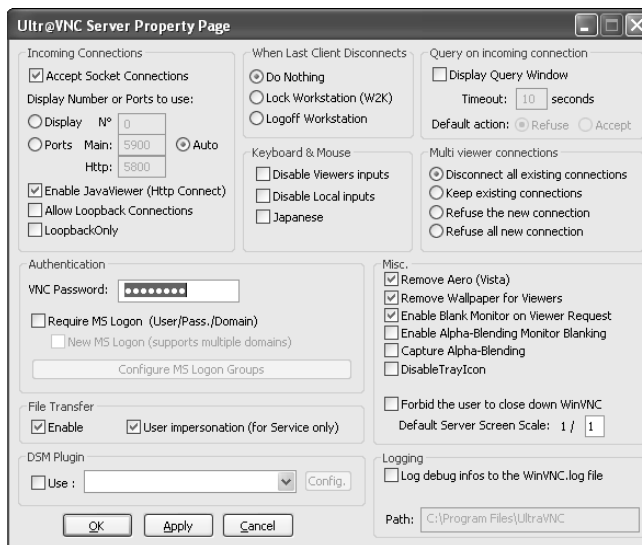 Ultr@VNC Server Property Page
Incoming Connections
Accept Socket Connections
Display Number or Ports to use:
Display N° 0
Ports Main: 5900 Auto
Http: 5800
Enable JavaViewer (Http Connect)
Allow Loopback Connections
LoopbackOnly
When Last Client Disconnects
Do Nothing
Lock Workstation (W2K)
Logoff Workstation
Query on incoming connection
Display Query Window
Timeout: 10 seconds
Default action: Refuse Accept
Keyboard & Mouse
Disable Viewers inputs
Disable Local inputs
Japanese
Multi viewer connections
Disconnect all existing connections
Keep existing connections
Refuse the new connection
Refuse all new connection
Authentication
VNC Password:
Require MS Logon (User/Pass./Domain)
New MS Logon (supports multiple domains)
Configure MS Logon Groups
Misc.
Remove Aero (Vista)
Remove Wallpaper for Viewers
Enable Blank Monitor on Viewer Request
Enable Alpha-Blending Monitor Blanking
Capture Alpha-Blending
DisableTrayIcon
Forbid the user to close down WinVNC
Default Server Screen Scale: 1 / 1
File Transfer
Enable User impersonation (for Service only)
DSM Plugin
Use : Config.
Logging
Log debug infos to the WinVNC.log file
Path: C:\Program Files\UltraVNC
OK Apply Cancel